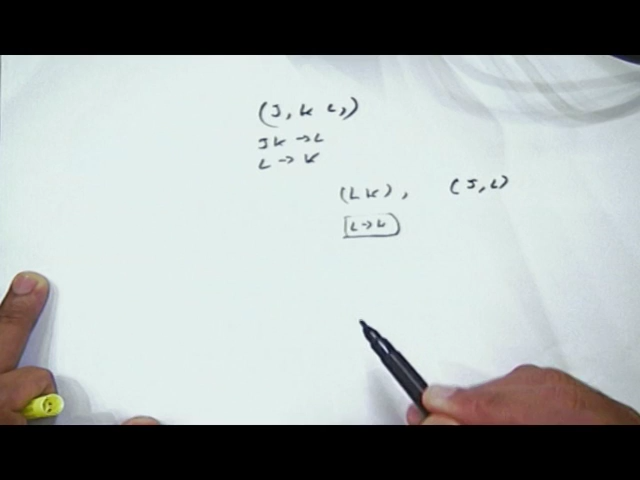 (J, K L,)
JK → L
L → K
(L K), (J, L)
L → K